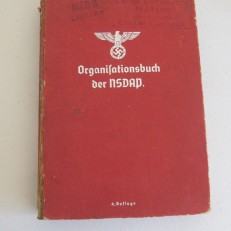 Organiſationsbuch
der NSDAP.
4. Auflage